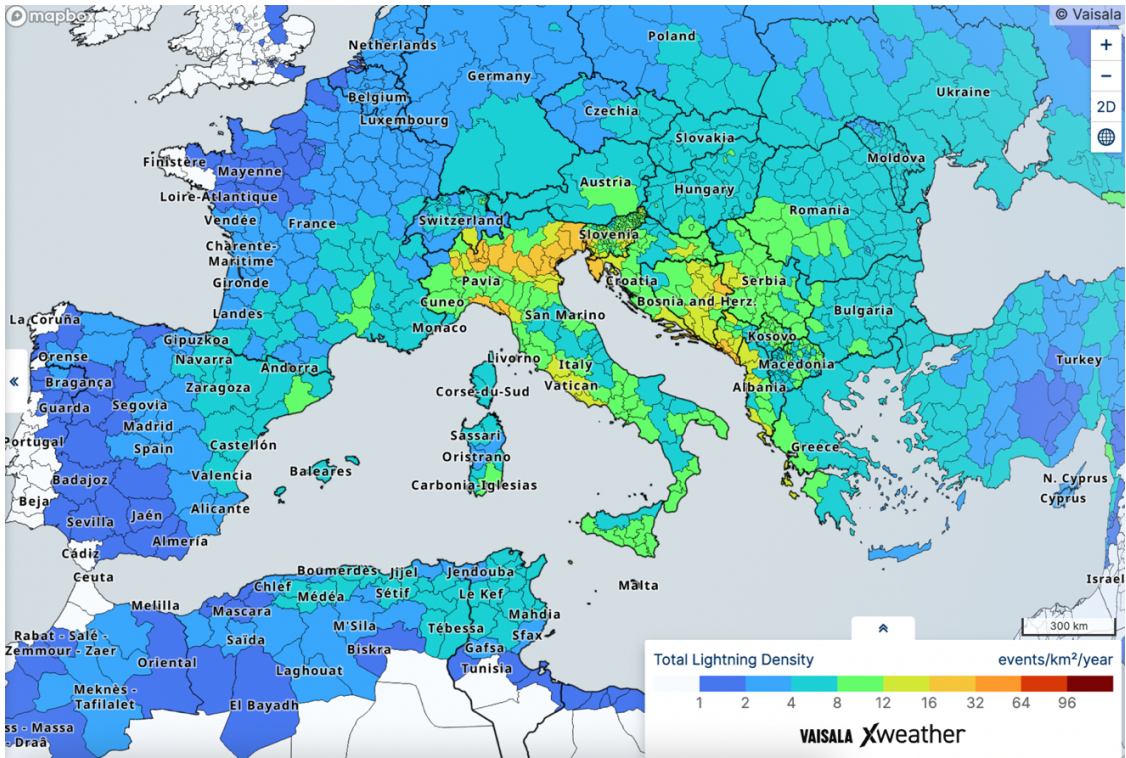 mapbox
© Vaisala
Netherlands
Poland
Germany
Ukraine
Belgium
Czechia
Luxembourg
Slovakia
Moldova
Finistère
Mayenne
Austria
Hungary
Loire-Atlantique
Romania
Vendée
France
Switzerland
Slovenia
Charente-
Maritime
Gironde
Pavia
Croatia
Serbia
Cuneo
Bosnia and Herz.
Landes
San Marino
Bulgaria
La Coruña
Monaco
Gipuzkoa
Kosovo
Orense
Navarra
Andorra
Livorno
Italy
Macedonia
Turkey
Bragança
Zaragoza
Corse-du-Sud
Vatican
Albania
Guarda
Segovia
Madrid
Portugal
Spain
Castellón
Sassari
Greece
Oristrano
Badajoz
Valencia
Baleares
Carbonia-Iglesias
N. Cyprus
Cyprus
Beja
Sevilla
Jaén
Alicante
Almería
Cádiz
Ceuta
Boumerdès
Jijel
Jendouba
Malta
Israel
Melilla
Chlef
Médéa
Sétif
Le Kef
Mascara
Mahdia
Rabat - Salé -
Zemmour - Zaer
Saïda
M'Sila
Tébessa
Sfax
Biskra
Gafsa
Oriental
Laghouat
Tunisia
Meknès -
Tafilalet
El Bayadh
ss - Massa
- Draâ
+
−
2D
«
300 km
Total Lightning Density
events/km²/year
1 2 4 8 12 16 32 64 96
VAISALA Xweather